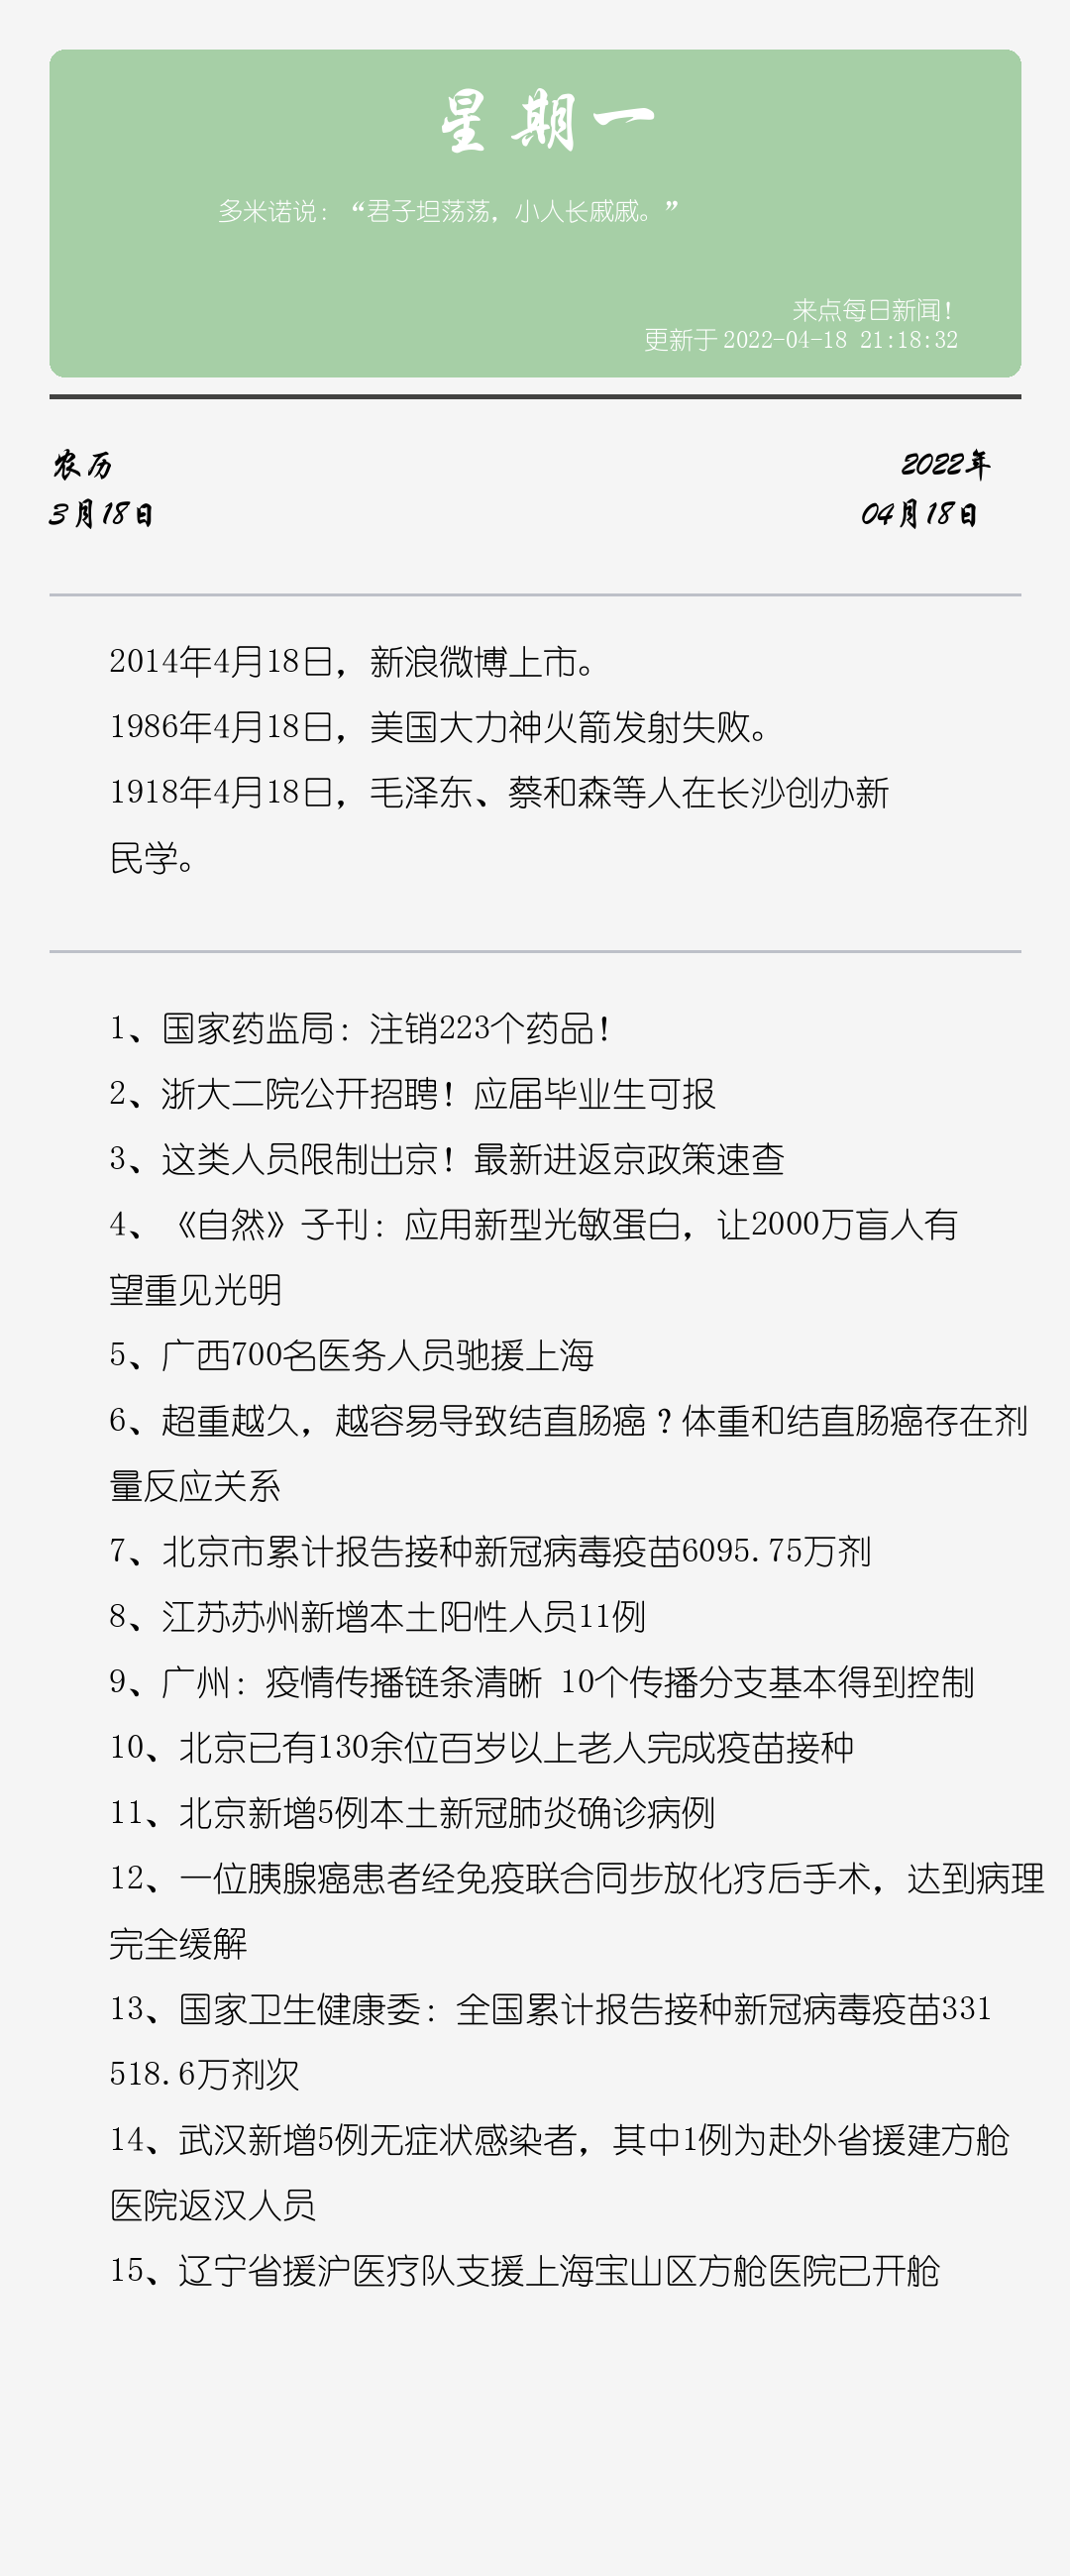 星期一
多米诺说：“君子坦荡荡，小人长戚戚。”
来点每日新闻！
更新于 2022-04-18 21:18:32
农历
2022年
3月18日
04月18日
2014年4月18日，新浪微博上市。
1986年4月18日，美国大力神火箭发射失败。
1918年4月18日，毛泽东、蔡和森等人在长沙创办新
民学。
1、国家药监局：注销223个药品！
2、浙大二院公开招聘！应届毕业生可报
3、这类人员限制出京！最新进返京政策速查
4、《自然》子刊：应用新型光敏蛋白，让2000万盲人有
望重见光明
5、广西700名医务人员驰援上海
6、超重越久，越容易导致结直肠癌？体重和结直肠癌存在剂
量反应关系
7、北京市累计报告接种新冠病毒疫苗6095.75万剂
8、江苏苏州新增本土阳性人员11例
9、广州：疫情传播链条清晰 10个传播分支基本得到控制
10、北京已有130余位百岁以上老人完成疫苗接种
11、北京新增5例本土新冠肺炎确诊病例
12、一位胰腺癌患者经免疫联合同步放化疗后手术，达到病理
完全缓解
13、国家卫生健康委：全国累计报告接种新冠病毒疫苗331
518.6万剂次
14、武汉新增5例无症状感染者，其中1例为赴外省援建方舱
医院返汉人员
15、辽宁省援沪医疗队支援上海宝山区方舱医院已开舱